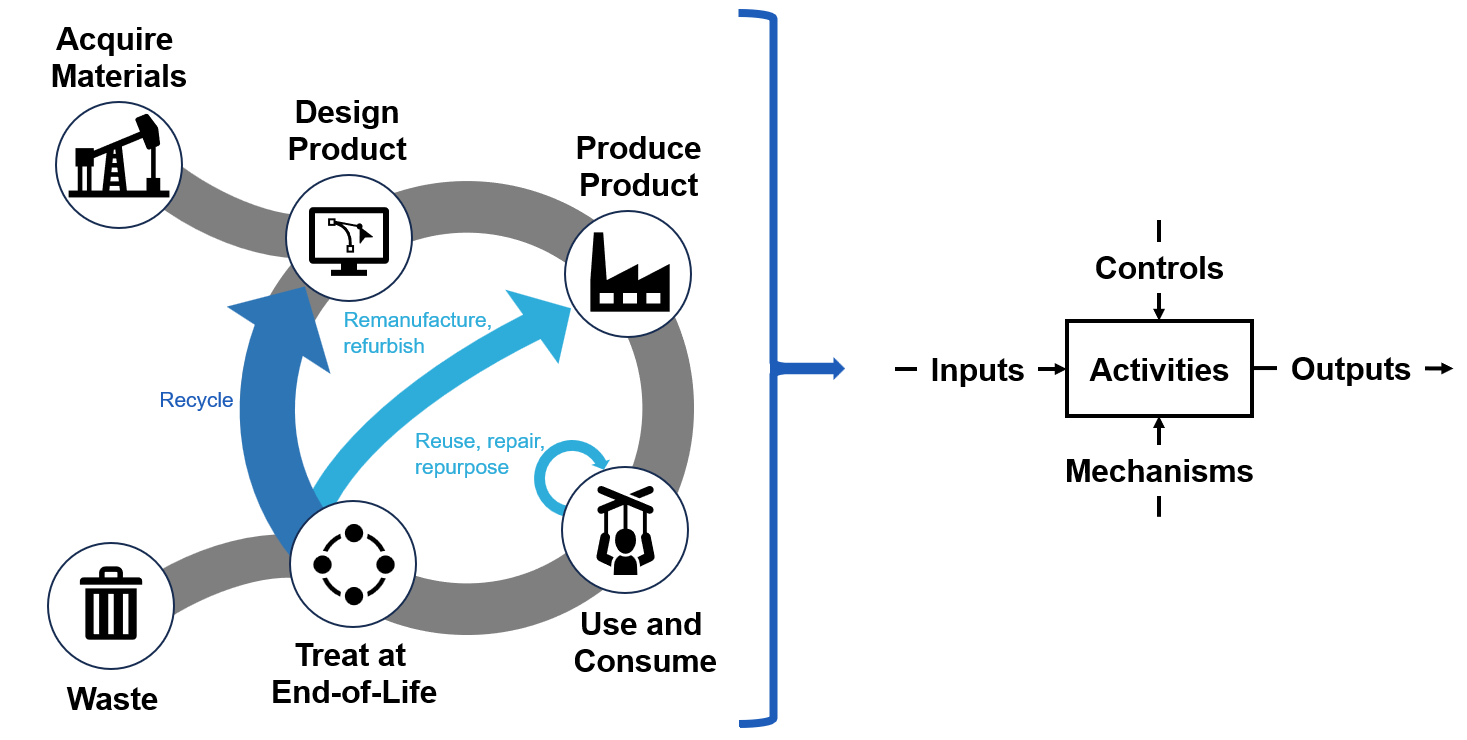 Acquire
Materials
Design
Product
Produce
Product
Remanufacture,
refurbish
Recycle
Reuse, repair,
repurpose
Use and
Consume
Treat at
End-of-Life
Waste
Controls
Inputs
Activities
Outputs
Mechanisms